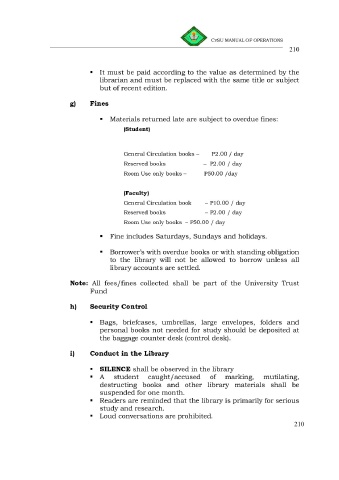 CvSU MANUAL OF OPERATIONS
210
▪ It must be paid according to the value as determined by the
librarian and must be replaced with the same title or subject
but of recent edition.
g) Fines
▪ Materials returned late are subject to overdue fines:
(Student)
General Circulation books – P2.00 / day
Reserved books – P2.00 / day
Room Use only books – P50.00 /day
(Faculty)
General Circulation book – P10.00 / day
Reserved books – P2.00 / day
Room Use only books – P50.00 / day
▪ Fine includes Saturdays, Sundays and holidays.
▪ Borrower's with overdue books or with standing obligation
to the library will not be allowed to borrow unless all
library accounts are settled.
Note: All fees/fines collected shall be part of the University Trust
Fund
h) Security Control
▪ Bags, briefcases, umbrellas, large envelopes, folders and
personal books not needed for study should be deposited at
the baggage counter desk (control desk).
i) Conduct in the Library
▪ SILENCE shall be observed in the library
▪ A student caught/accused of marking, mutilating,
destructing books and other library materials shall be
suspended for one month.
▪ Readers are reminded that the library is primarily for serious
study and research.
▪ Loud conversations are prohibited.
210